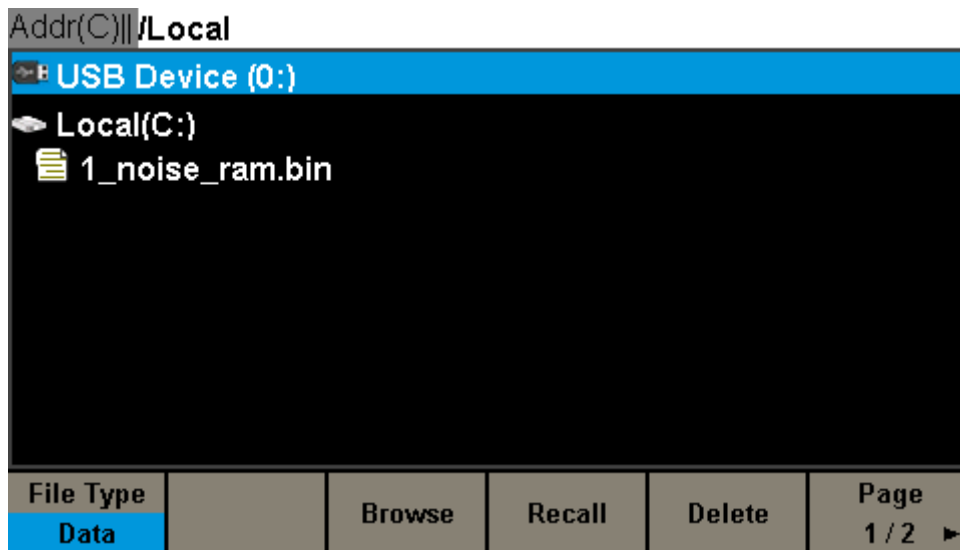 Addr(C)|| /Local
USB Device (0:)
Local(C:)
1_noise_ram.bin
File Type
Data
Browse
Recall
Delete
Page
1 / 2